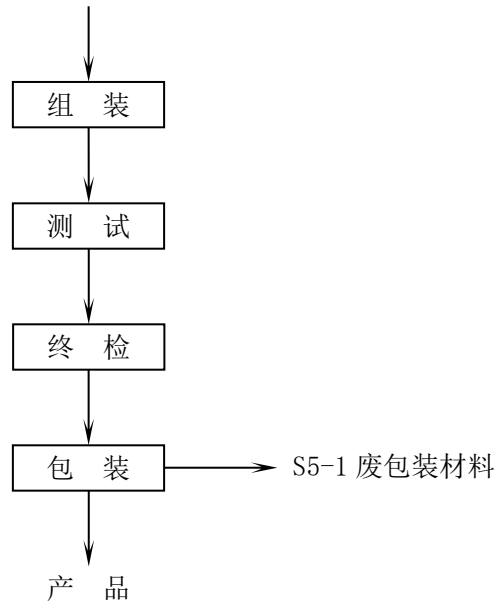 组 装
测 试
终 检
包 装
S5-1 废包装材料
产 品